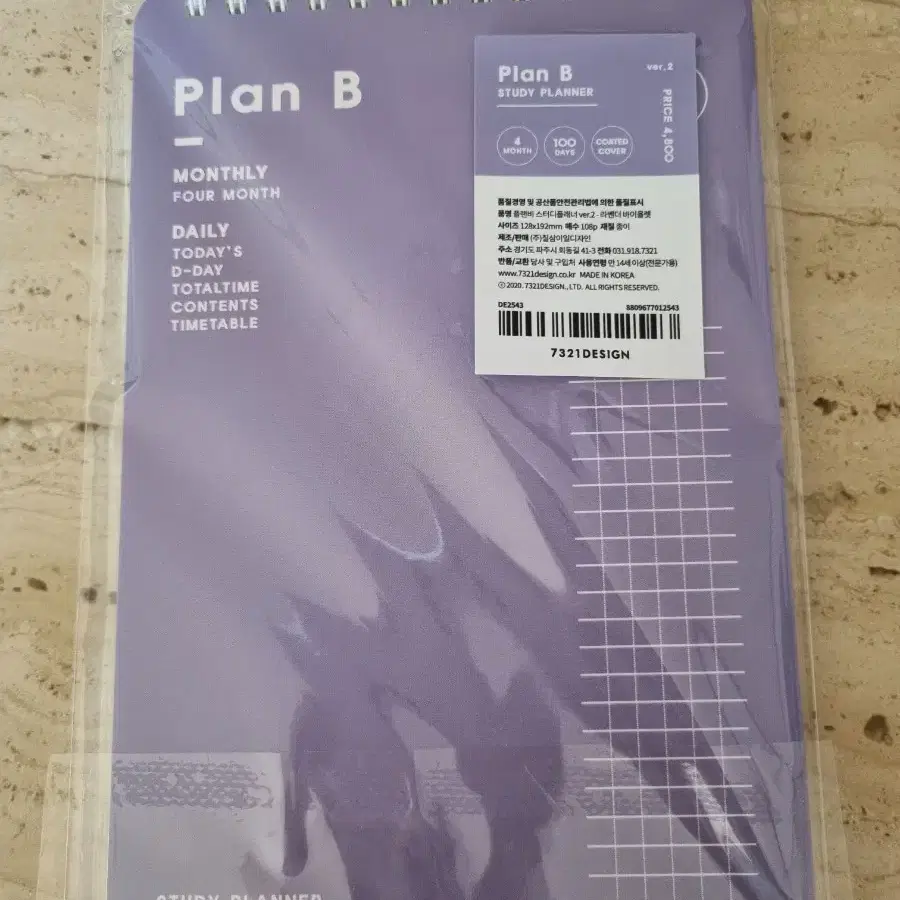 Plan B
MONTHLY
FOUR MONTH
DAILY
TODAY'S
D-DAY
TOTALTIME
CONTENTS
TIMETABLE
Plan B
ver,2
STUDY PLANNER
PRICE 4,800
4
MONTH
100
DAYS
COATED
COVER
품질경영 및 공산품안전관리법에 의한 품질표시
품명 플랜비 스터디플래너 ver.2 - 라벤더 바이올렛
사이즈 128x192mm 매수 108p 재질 종이
제조/판매 (주)칠삼이일디자인
주소 경기도 파주시 회동길 41-3 전화 031.918.7321
반품/교환 당사 및 구입처 사용연령 만 14세 이상(전문가용)
www.7321design.co.kr MADE IN KOREA
ⓒ 2020. 7321DESIGN., LTD. ALL RIGHTS RESERVED.
DE2543
8809677012543
7321DESIGN
STUDY PLANNER